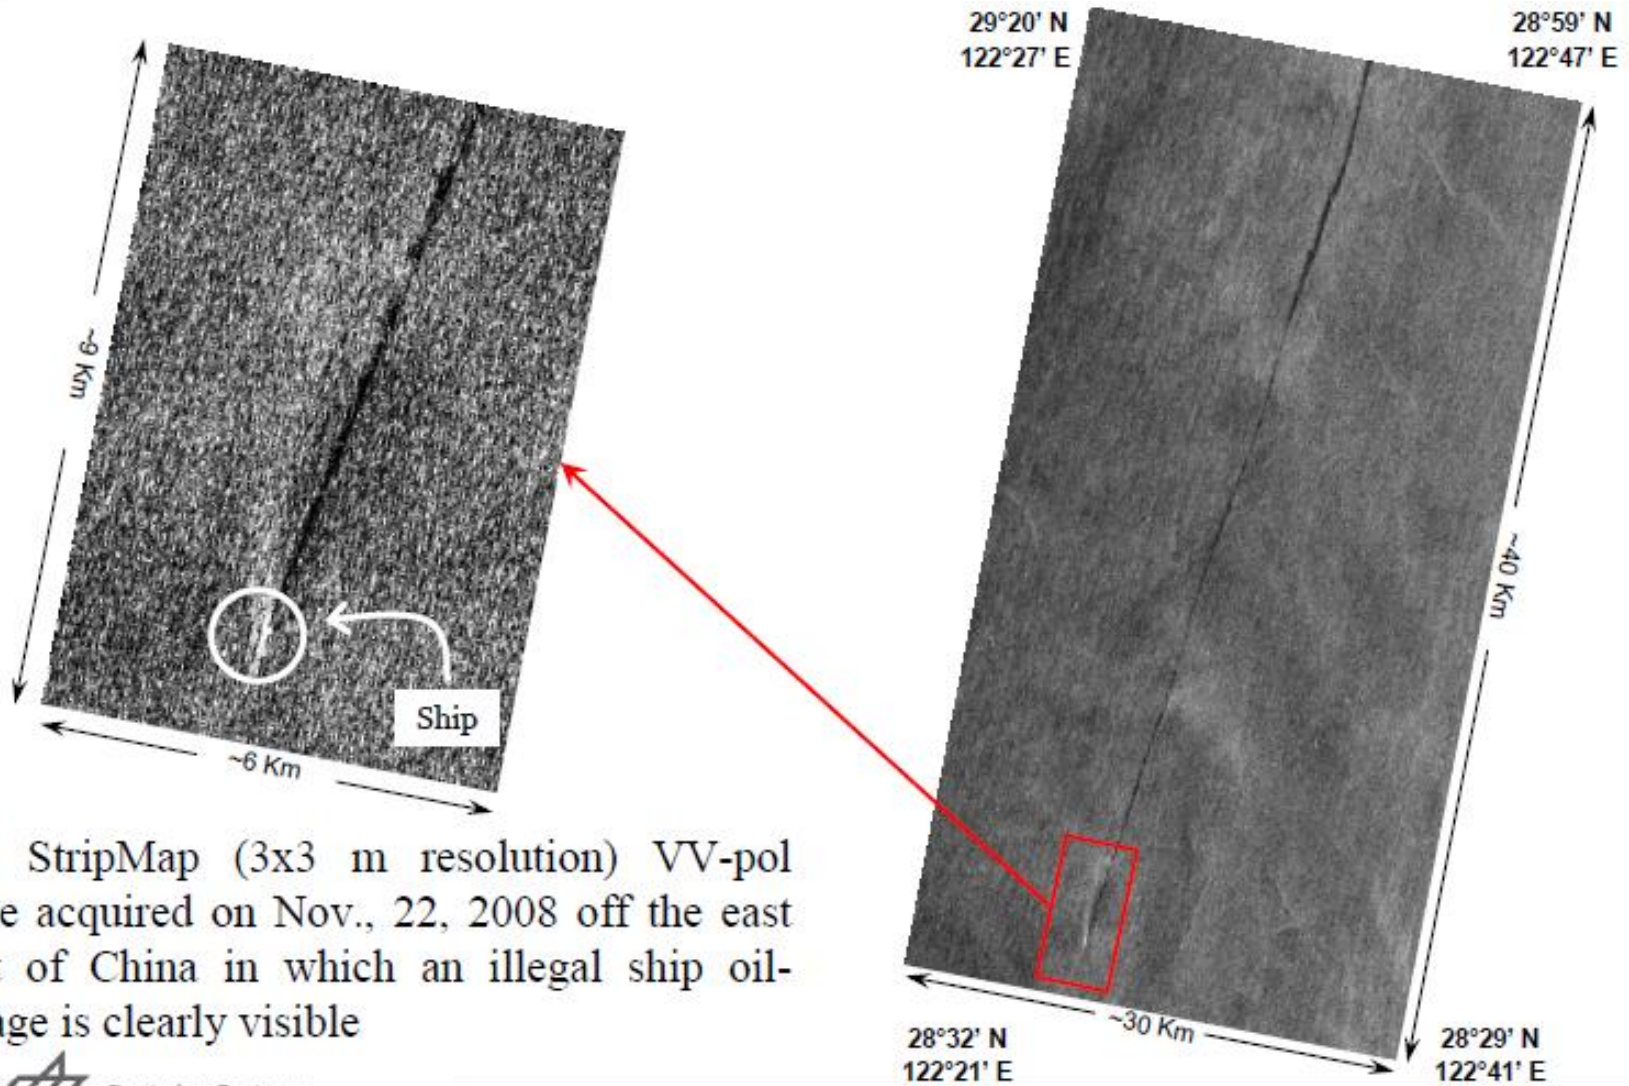 29°20’ N
122°27’ E
28°59’ N
122°47’ E
~9 Km
~40 Km
Ship
~6 Km
StripMap (3x3 m resolution) VV-pol
acquired on Nov., 22, 2008 off the east
of China in which an illegal ship oil-
is clearly visible
~30 Km
28°32’ N
122°21’ E
28°29’ N
122°41’ E